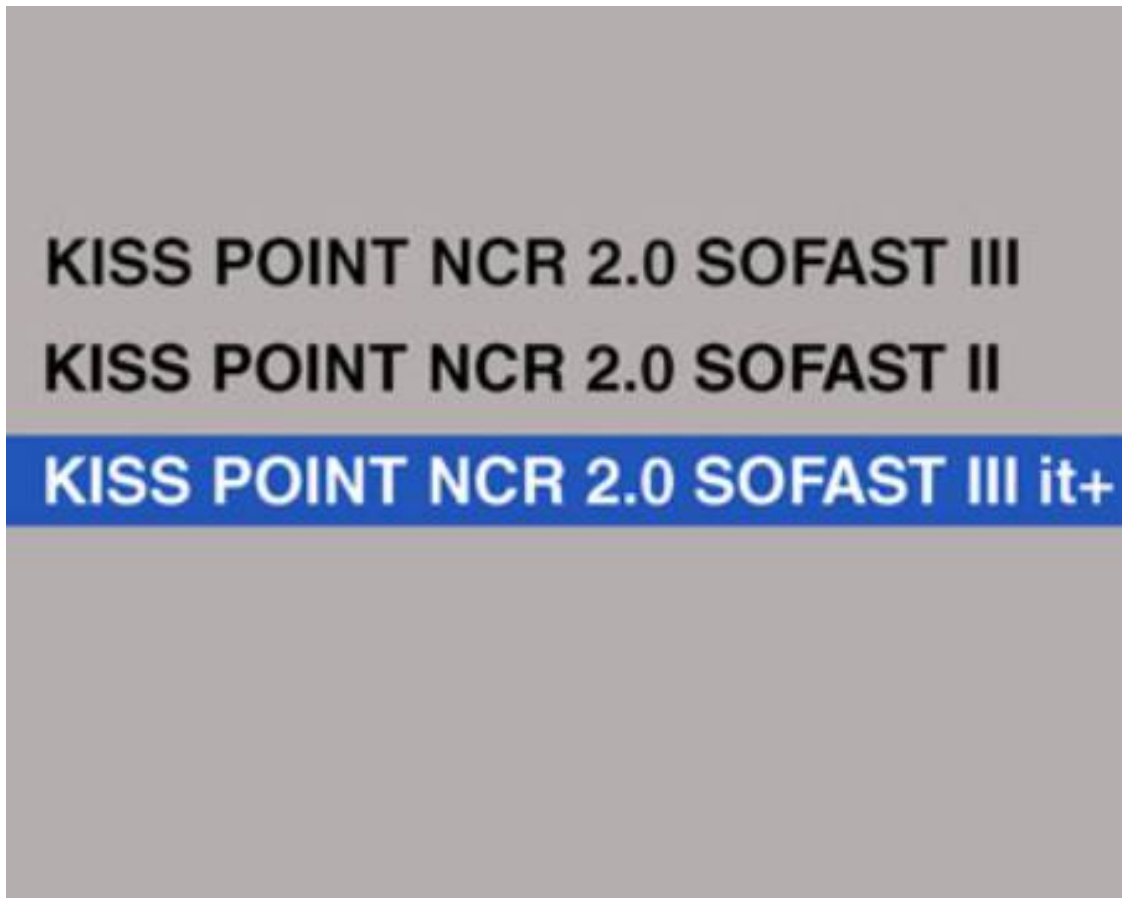 KISS POINT NCR 2.0 SOFAST III
KISS POINT NCR 2.0 SOFAST II
KISS POINT NCR 2.0 SOFAST III it+